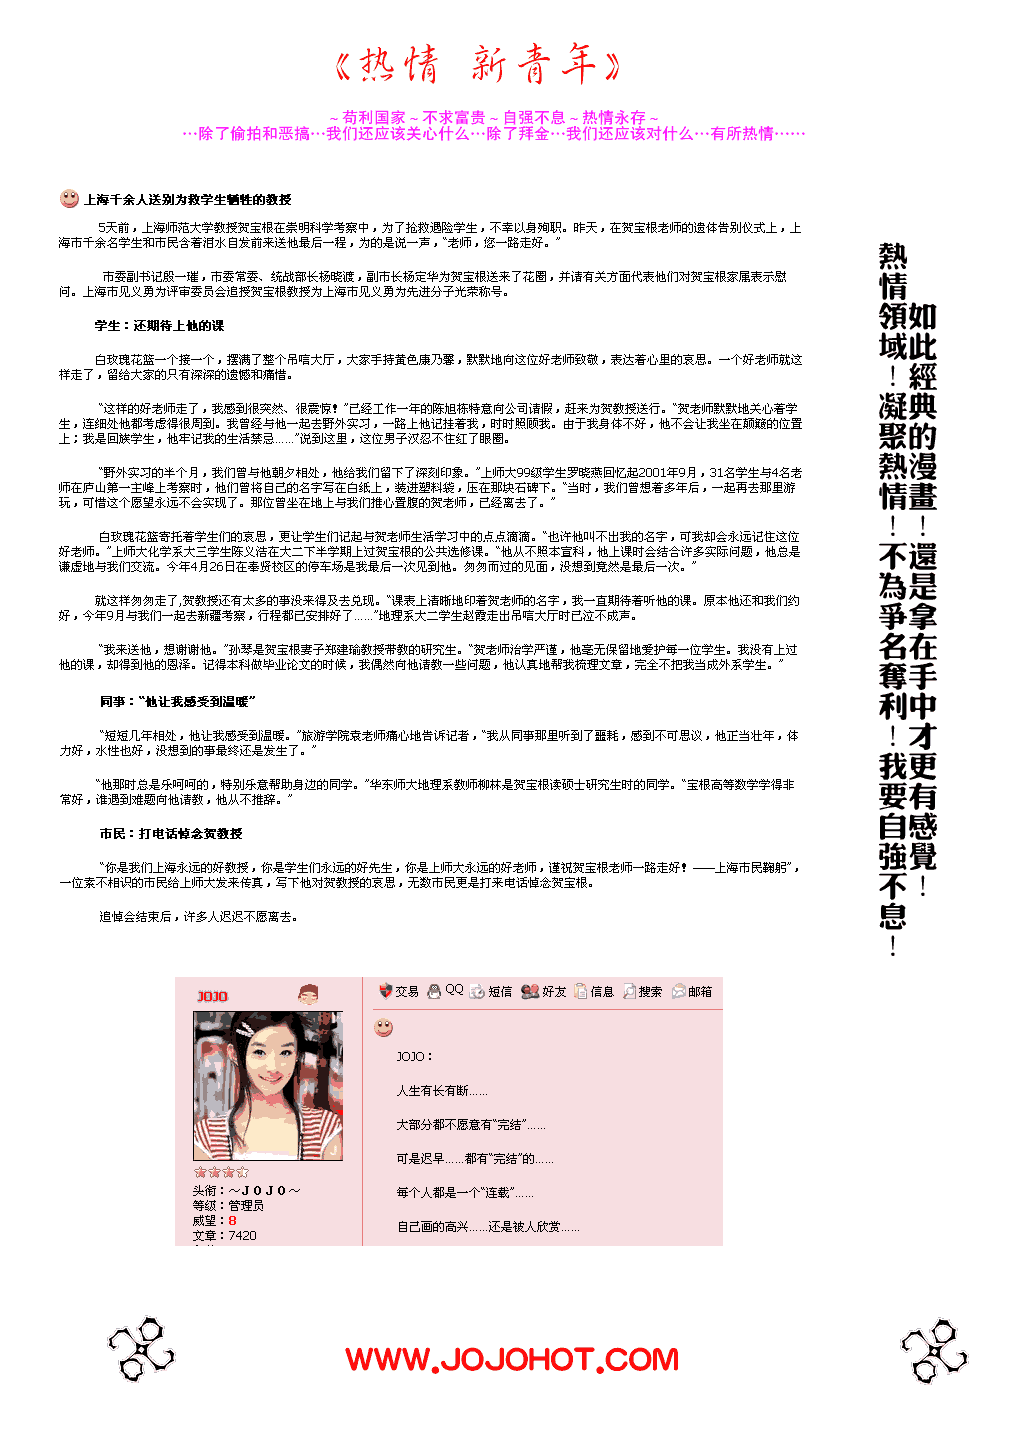 《热情 新青年》
~ 苟利国家 ~ 不求富贵 ~ 自强不息 ~ 热情永存 ~
…除了偷拍和恶搞…我们还应该关心什么…除了拜金…我们还应该对什么…有所热情……
上海千余人送别为救学生牺牲的教授
5天前，上海师范大学教授贺宝根在崇明科学考察中，为了抢救遇险学生，不幸以身殉职。昨天，在贺宝根老师的遗体告别仪式上，上
海市千余名学生和市民含着泪水自发前来送他最后一程，为的是说一声，“老师，您一路走好。”
市委副书记殷一璀，市委常委、统战部长杨晓渡，副市长杨定华为贺宝根送来了花圈，并请有关方面代表他们对贺宝根家属表示慰
问。上海市见义勇为评审委员会追授贺宝根教授为上海市见义勇为先进分子光荣称号。
学生：还期待上他的课
白玫瑰花篮一个接一个，摆满了整个吊唁大厅，大家手持黄色康乃馨，默默地向这位好老师致敬，表达着心里的哀思。一个好老师就这
样走了，留给大家的只有深深的遗憾和痛惜。
“这样的好老师走了，我感到很突然、很震惊！”已经工作一年的陈旭栋特意向公司请假，赶来为贺教授送行。“贺老师默默地关心着学
生，连细处他都考虑得很周到。我曾经与他一起去野外实习，一路上他记挂着我，时时照顾我。由于我身体不好，他不会让我坐在颠簸的位置
上；我是回族学生，他牢记我的生活禁忌……”说到这里，这位男子汉忍不住红了眼圈。
“野外实习的半个月，我们曾与他朝夕相处，他给我们留下了深刻印象。”上师大99级学生罗晓燕回忆起2001年9月，31名学生与4名老
师在庐山第一主峰上考察时，他们曾将自己的名字写在白纸上，装进塑料袋，压在那块石碑下。“当时，我们曾想着多年后，一起再去那里游
玩，可惜这个愿望永远不会实现了。那位曾坐在地上与我们推心置腹的贺老师，已经离去了。”
白玫瑰花篮寄托着学生们的哀思，更让学生们记起与贺老师生活学习中的点点滴滴。“也许他叫不出我的名字，可我却会永远记住这位
好老师。”上师大化学系大三学生陈义洁在大二下半学期上过贺宝根的公共选修课。“他从不照本宣科，他上课时会结合许多实际问题，他总是
谦虚地与我们交流。今年4月26日在奉贤校区的停车场是我最后一次见到他。匆匆而过的见面，没想到竟然是最后一次。”
就这样匆匆走了,贺教授还有太多的事没来得及去兑现。“课表上清晰地印着贺老师的名字，我一直期待着听他的课。原本他还和我们约
好，今年9月与我们一起去新疆考察，行程都已安排好了……”地理系大二学生赵霞走出吊唁大厅时已泣不成声。
“我来送他，想谢谢他。”孙琴是贺宝根妻子郑建瑜教授带教的研究生。“贺老师治学严谨，他毫无保留地爱护每一位学生。我没有上过
他的课，却得到他的恩泽。记得本科做毕业论文的时候，我偶然向他请教一些问题，他认真地帮我梳理文章，完全不把我当成外系学生。”
同事：“他让我感受到温暖”
“短短几年相处，他让我感受到温暖。”旅游学院袁老师痛心地告诉记者，“我从同事那里听到了噩耗，感到不可思议，他正当壮年，体
力好，水性也好，没想到的事最终还是发生了。”
“他那时总是乐呵呵的，特别乐意帮助身边的同学。”华东师大地理系教师柳林是贺宝根读硕士研究生时的同学。“宝根高等数学学得非
常好，谁遇到难题向他请教，他从不推辞。”
市民：打电话悼念贺教授
“你是我们上海永远的好教授，你是学生们永远的好先生，你是上师大永远的好老师，谨祝贺宝根老师一路走好！——上海市民鞠躬”，
一位素不相识的市民给上师大发来传真，写下他对贺教授的哀思，无数市民更是打来电话悼念贺宝根。
追悼会结束后，许多人迟迟不愿离去。
如此經典的漫畫！還是拿在手中才更有感覺！
熱情領域！凝聚熱情！不為爭名奪利！我要自強不息！
JOJO
交易 QQ 短信 好友 信息 搜索 邮箱
JOJO：
人生有长有断……
大部分都不愿意有“完结”……
可是迟早……都有“完结”的……
每个人都是一个“连载”……
自己画的高兴……还是被人欣赏……
J
头衔：～ＪＯＪＯ～
等级：管理员
威望：8
文章：7420
WWW.JOJOHOT.COM